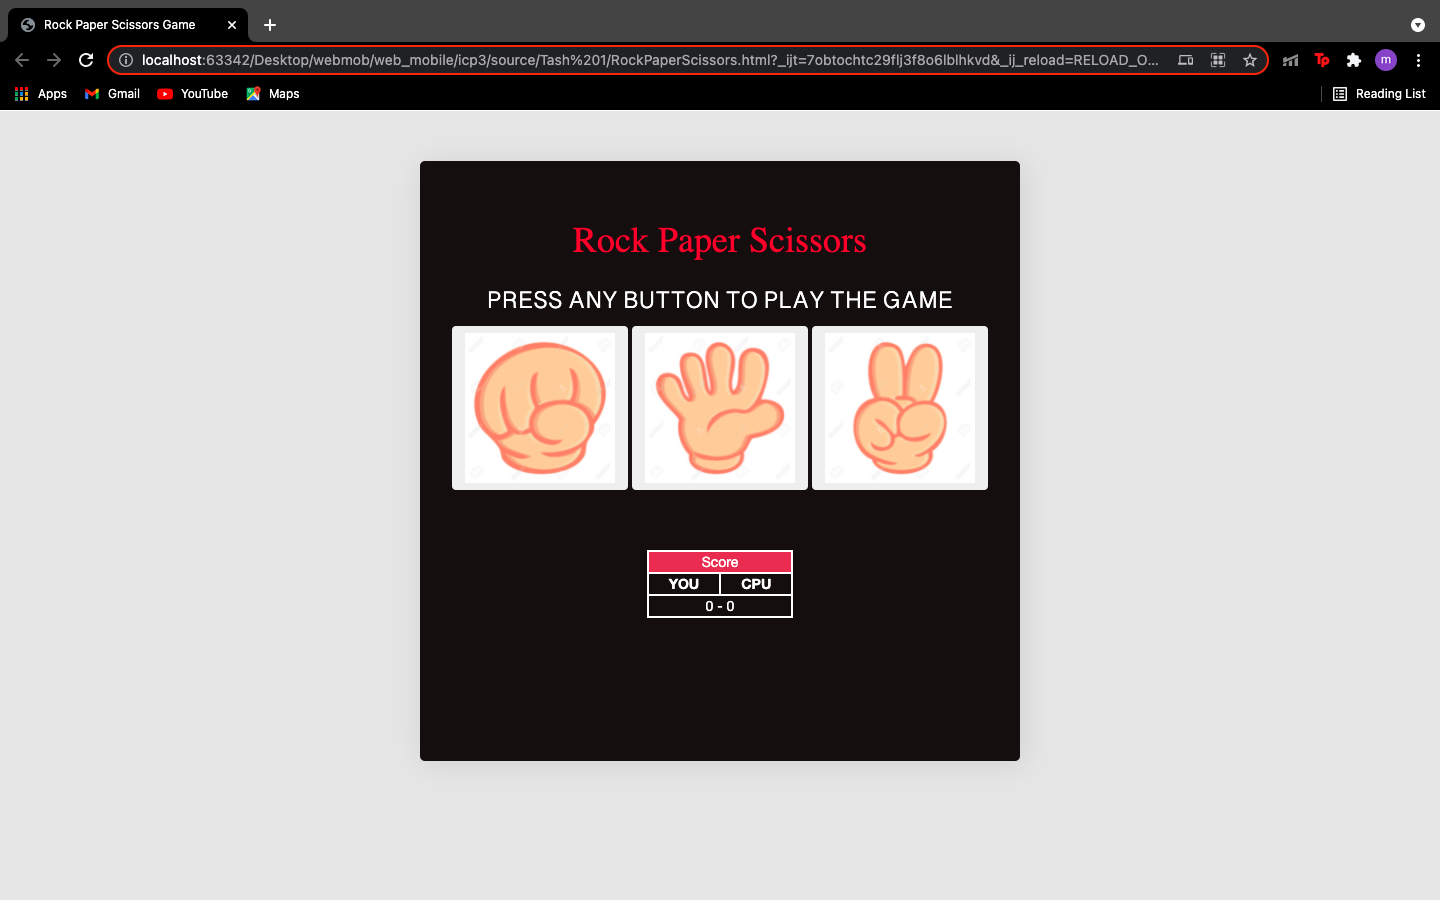 Rock Paper Scissors Game
localhost:63342/Desktop/webmob/web_mobile/icp3/source/Tash%201/RockPaperScissors.html?_ijt=7obtochtc29flj3f8o6lblhkvd&_ij_reload=RELOAD_O...
Tp
m
Apps
Gmail
YouTube
Maps
Reading List
Rock Paper Scissors
PRESS ANY BUTTON TO PLAY THE GAME
Score
YOU CPU
0 - 0